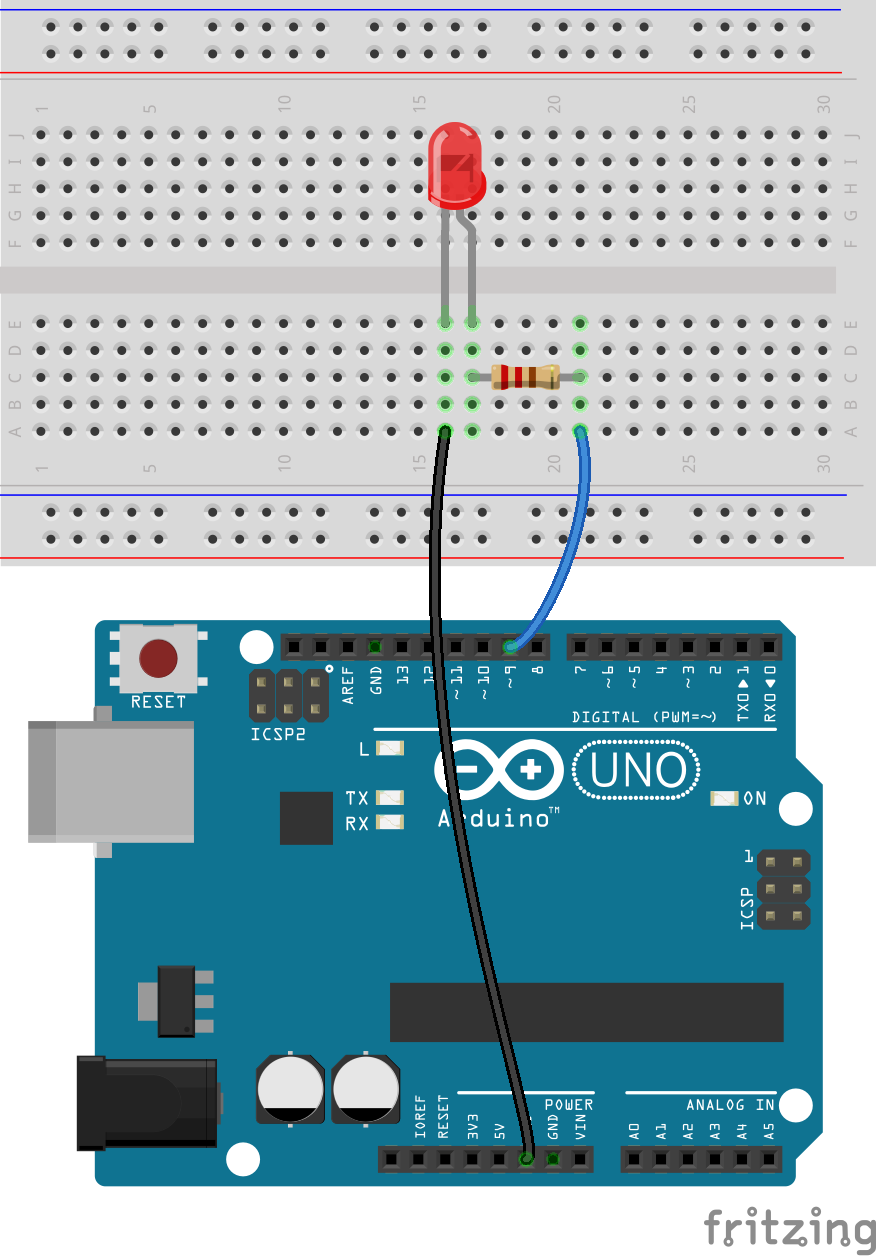 1 5 10 15 20 25 30
J J
I I
H H
G G
F F
E E
D D
C C
B B
A A
1 5 10 15 20 25 30
RESET
ICSP2
AREF
GND
13
12
~11
~10
~9
8
7
~6
~5
4
~3
2
TX0▶1
RX0◀0
DIGITAL (PWM=~)
L
TX
RX
UNO
Arduino™
ON
1
ICSP
IOREF
RESET
3V3
5V
GND
VIN
POWER
ANALOG IN
A0
A1
A2
A3
A4
A5
fritzing